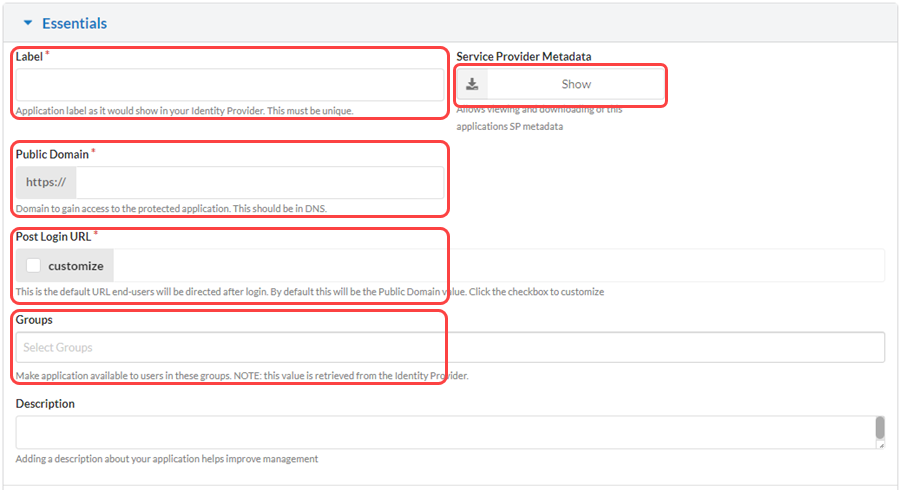 Essentials
Label *
Service Provider Metadata
Show
Application label as it would show in your Identity Provider. This must be unique.
Allows viewing and downloading of this
applications SP metadata
Public Domain *
https://
Domain to gain access to the protected application. This should be in DNS.
Post Login URL *
customize
This is the default URL end-users will be directed after login. By default this will be the Public Domain value. Click the checkbox to customize
Groups
Select Groups
Make application available to users in these groups. NOTE: this value is retrieved from the Identity Provider.
Description
Adding a description about your application helps improve management